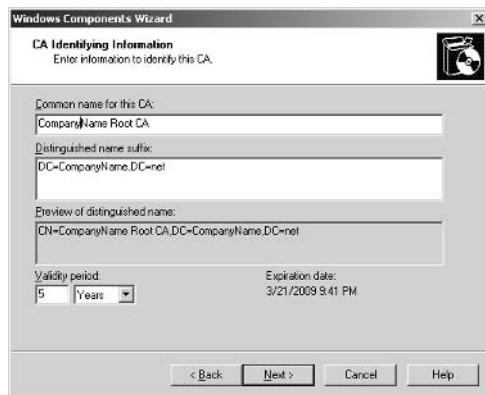 Windows Components Wizard
CA Identifying Information
Enter information to identify this CA.
Common name for this CA:
CompanyName Root CA
Distinguished name suffix:
DC=CompanyName,DC=net
Preview of distinguished name:
CN=CompanyName Root CA,DC=CompanyName,DC=net
Validity period: Expiration date:
5 Years 3/21/2009 9:41 PM
< Back Next > Cancel Help